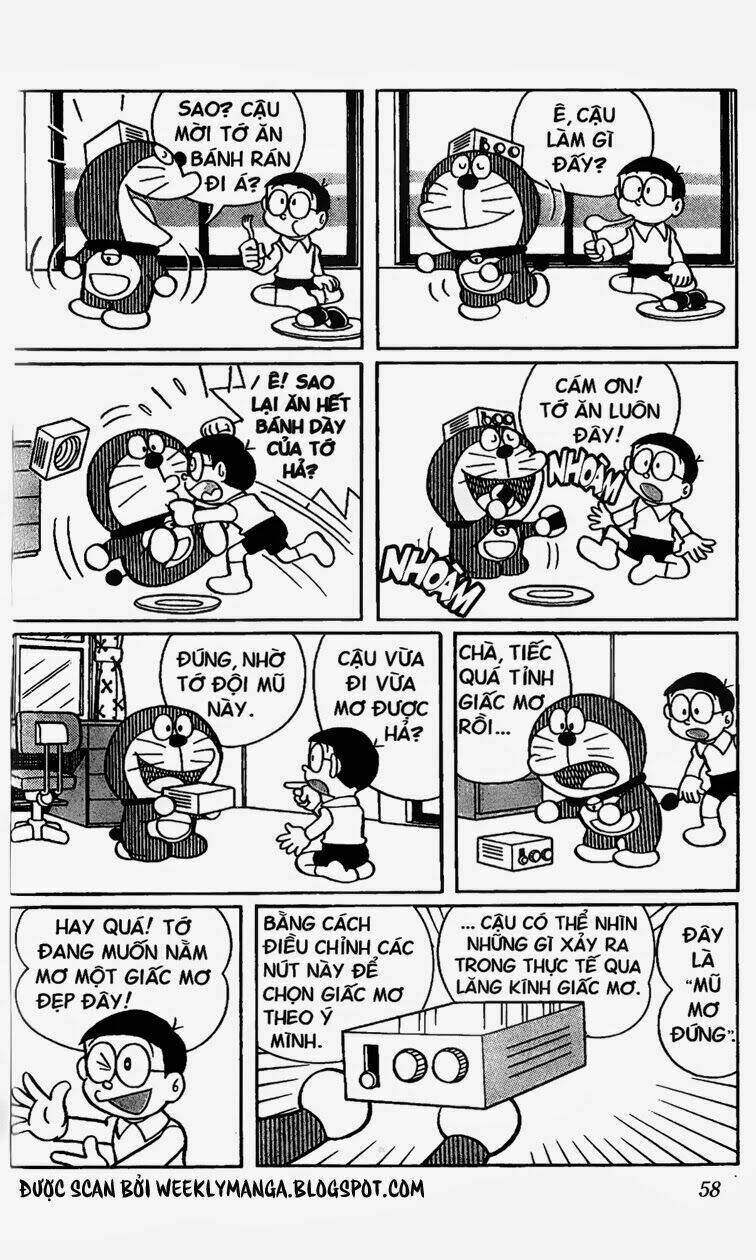 Ê, CẬU
LÀM GÌ
ĐẤY?
SAO? CẬU
MỜI TỚ ĂN
BÁNH RÁN
ĐI Á?
CÁM ƠN!
TỚ ĂN LUÔN
ĐÂY!
NHOÀM
NHOÀM
Ê! SAO
LẠI ĂN HẾT
BÁNH DÀY
CỦA TỚ
HẢ?
CHÀ, TIẾC
QUÁ TỈNH
GIẤC MƠ
RỒI...
CẬU VỪA
ĐI VỪA
MƠ ĐƯỢC
HẢ?
ĐÚNG, NHỜ
TỚ ĐỘI MŨ
NÀY.
ĐÂY
LÀ
“MŨ
MƠ
ĐỨNG”.
... CẬU CÓ THỂ NHÌN
NHỮNG GÌ XẢY RA
TRONG THỰC TẾ QUA
LĂNG KÍNH GIẤC MƠ.
BẰNG CÁCH
ĐIỀU CHỈNH CÁC
NÚT NÀY ĐỂ
CHỌN GIẤC MƠ
THEO Ý
MÌNH.
HAY QUÁ! TỚ
ĐANG MUỐN NẰM
MƠ MỘT GIẤC MƠ
ĐẸP ĐÂY!
ĐƯỢC SCAN BỞI WEEKLYMANGA.BLOGSPOT.COM
58